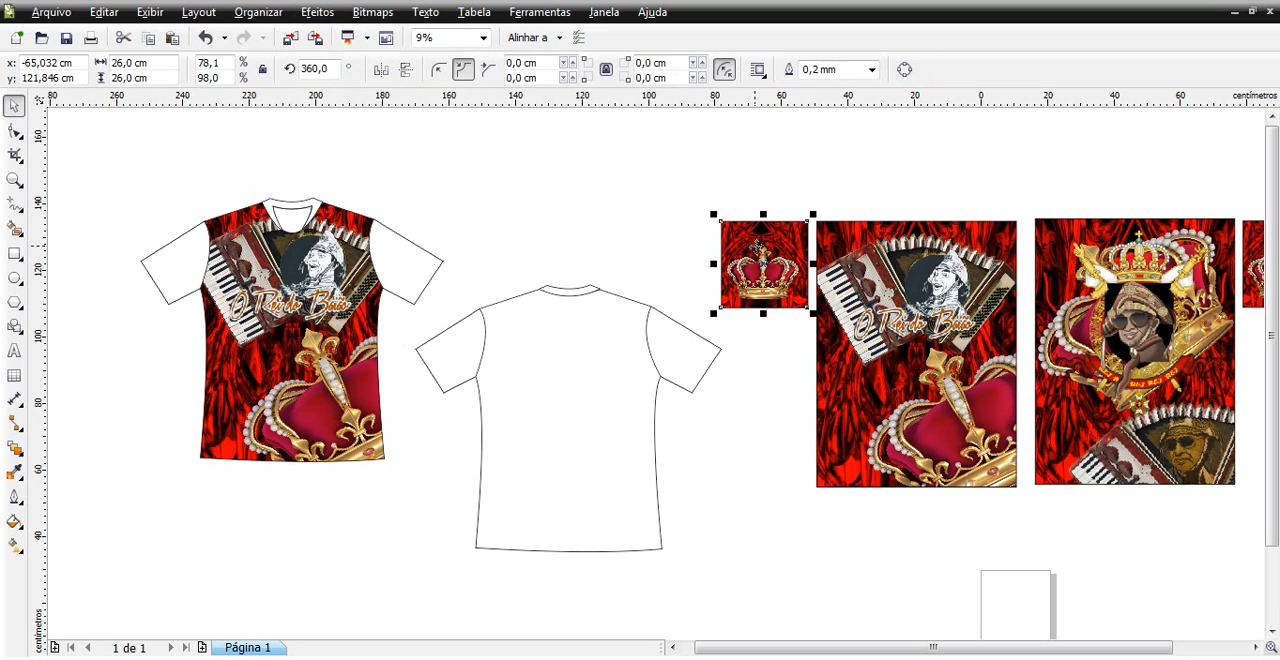 Arquivo Editar Exibir Layout Organizar Efeitos Bitmaps Texto Tabela Ferramentas Janela Ajuda
9% Alinhar a
x: -65,032 cm 26,0 cm 78,1 % 360,0 ° 0,0 cm 0,0 cm 0,2 mm
y: 121,846 cm 26,0 cm 98,0 % 0,0 cm 0,0 cm
80 260 240 220 200 180 160 140 120 100 80 60 40 20 0 20 40 60 centímetros
160
140
120
100
80
60
40
centímetros
O Rei do Baião
O Rei do Baião
REI REI REI
1 de 1 Página 1